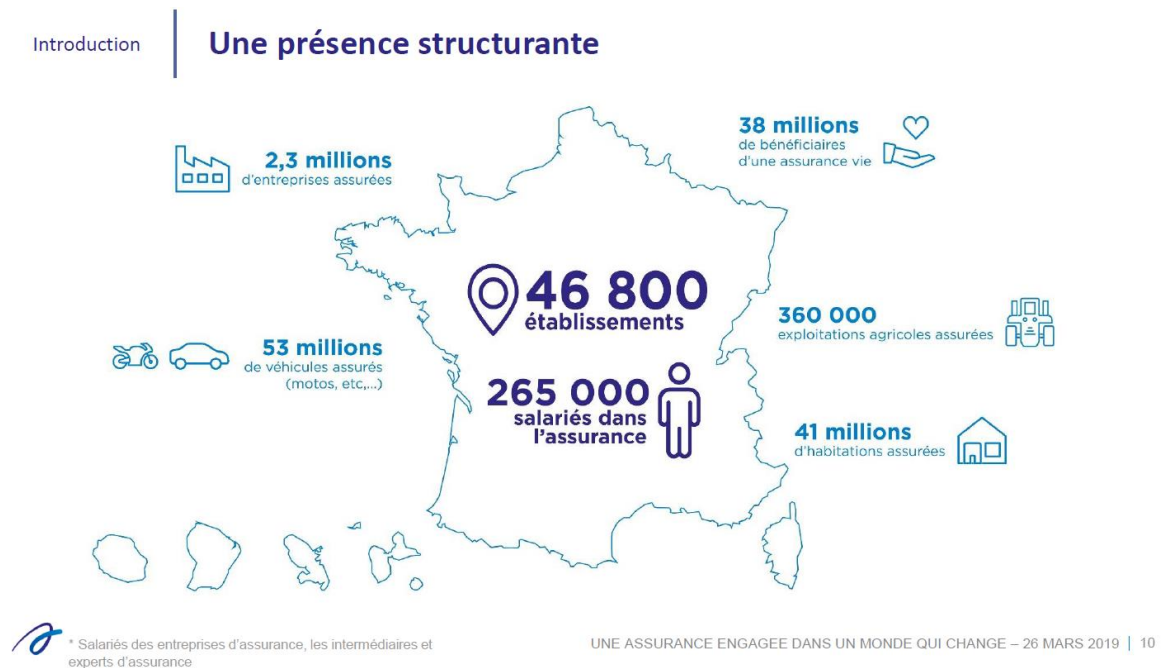 Introduction
Une présence structurante
2,3 millions
d'entreprises assurées
38 millions
de bénéficiaires
d'une assurance vie
46 800
établissements
360 000
exploitations agricoles assurées
53 millions
de véhicules assurés
(motos, etc,...)
265 000
salariés dans
l'assurance
41 millions
d'habitations assurées
* Salariés des entreprises d'assurance, les intermédiaires et
experts d'assurance
UNE ASSURANCE ENGAGEE DANS UN MONDE QUI CHANGE – 26 MARS 2019 | 10